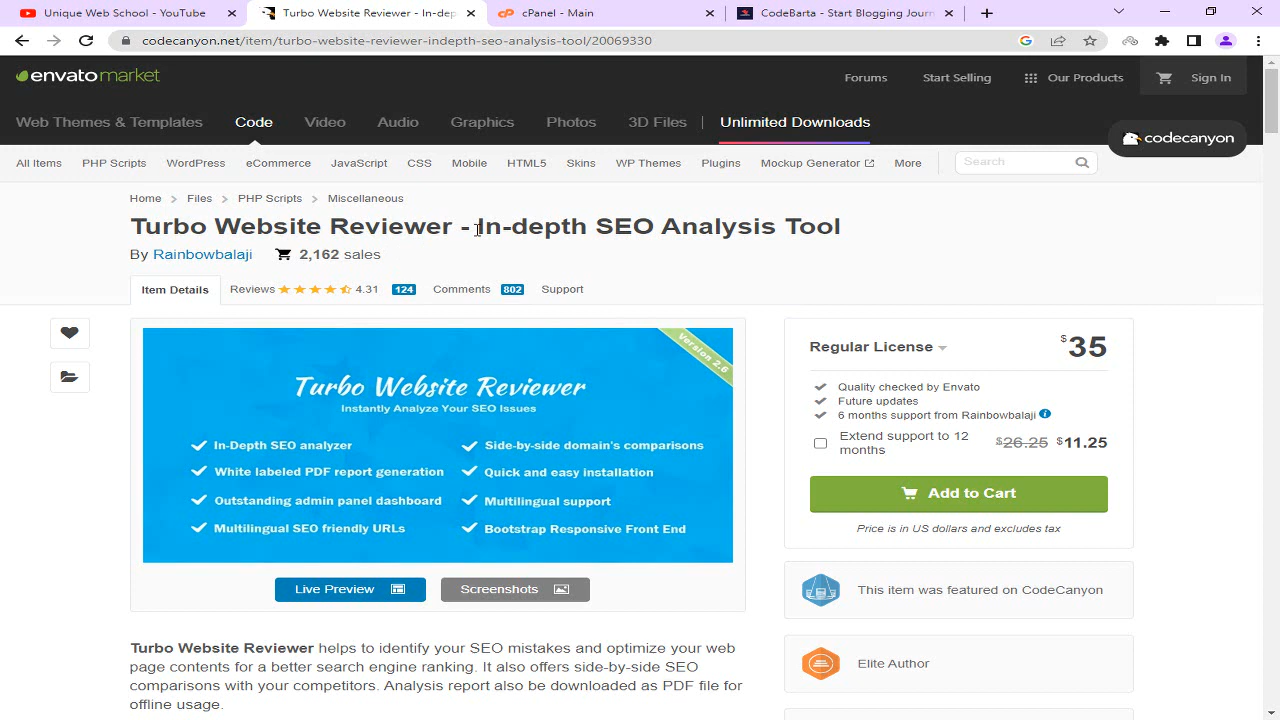 Unique Web School - YouTube
Turbo Website Reviewer - In-dep
cPanel - Main
CodeBarta - Start Blogging Journ
codecanyon.net/item/turbo-website-reviewer-indepth-seo-analysis-tool/20069330
envatomarket
Forums
Start Selling
Our Products
Sign In
Web Themes & Templates
Code
Video
Audio
Graphics
Photos
3D Files
Unlimited Downloads
codecanyon
All Items
PHP Scripts
WordPress
eCommerce
JavaScript
CSS
Mobile
HTML5
Skins
WP Themes
Plugins
Mockup Generator
More
Search
Home > Files > PHP Scripts > Miscellaneous
Turbo Website Reviewer - In-depth SEO Analysis Tool
By Rainbowbalaji 2,162 sales
Item Details
Reviews 4.31 124
Comments 802
Support
Version 2.6
Turbo Website Reviewer
Instantly Analyze Your SEO Issues
In-Depth SEO analyzer
Side-by-side domain's comparisons
White labeled PDF report generation
Quick and easy installation
Outstanding admin panel dashboard
Multilingual support
Multilingual SEO friendly URLs
Bootstrap Responsive Front End
Live Preview
Screenshots
Turbo Website Reviewer helps to identify your SEO mistakes and optimize your web
page contents for a better search engine ranking. It also offers side-by-side SEO
comparisons with your competitors. Analysis report also be downloaded as PDF file for
offline usage.
Regular License
$35
Quality checked by Envato
Future updates
6 months support from Rainbowbalaji
Extend support to 12
months
$26.25 $11.25
Add to Cart
Price is in US dollars and excludes tax
This item was featured on CodeCanyon
Elite Author